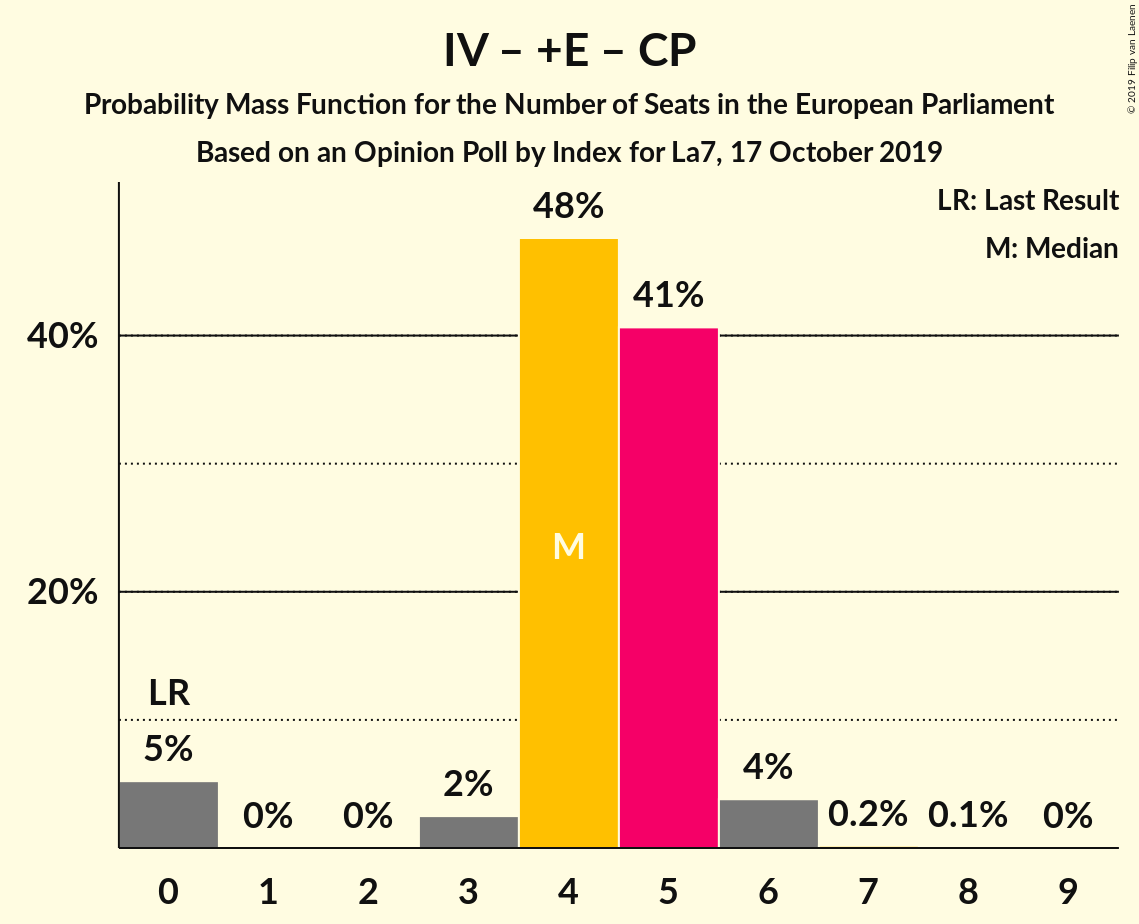 IV – +E – CP
Probability Mass Function for the Number of Seats in the European Parliament
Based on an Opinion Poll by Index for La7, 17 October 2019
© 2019 Filip van Laenen
LR: Last Result
M: Median
48%
41%
40%
M
20%
LR
5%
0%
0%
2%
4%
0.2%
0.1%
0%
0 1 2 3 4 5 6 7 8 9